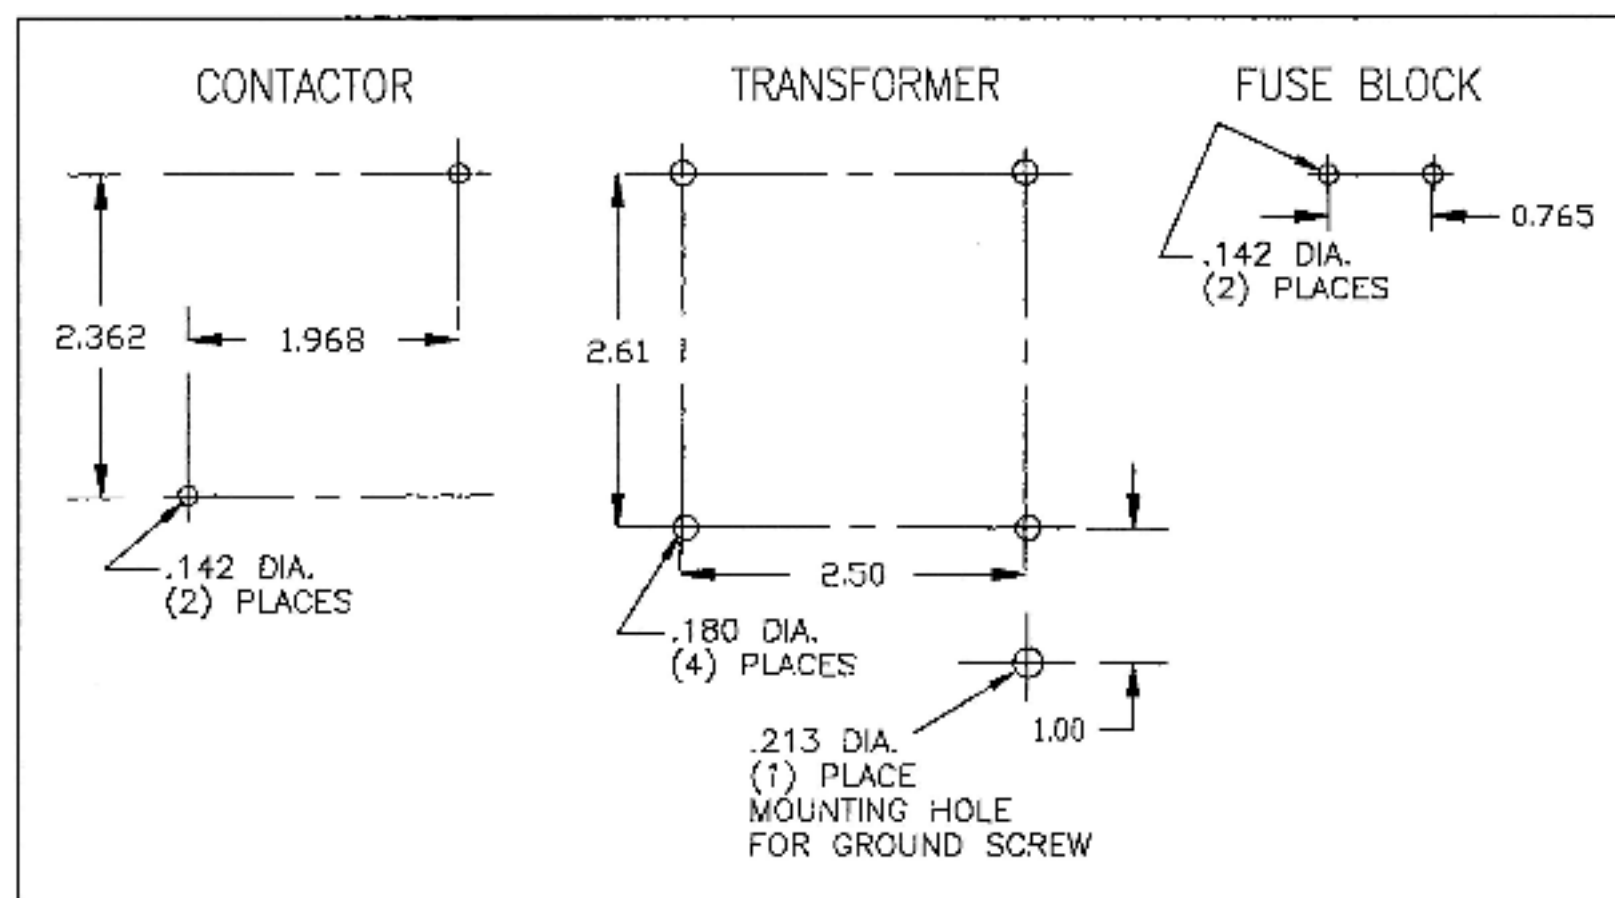 CONTACTOR
TRANSFORMER
FUSE BLOCK
0.765
.142 DIA.
(2) PLACES
2.362
1.968
2.61
.142 DIA.
(2) PLACES
2.50
.180 DIA.
(4) PLACES
1.00
.213 DIA.
(1) PLACE
MOUNTING HOLE
FOR GROUND SCREW